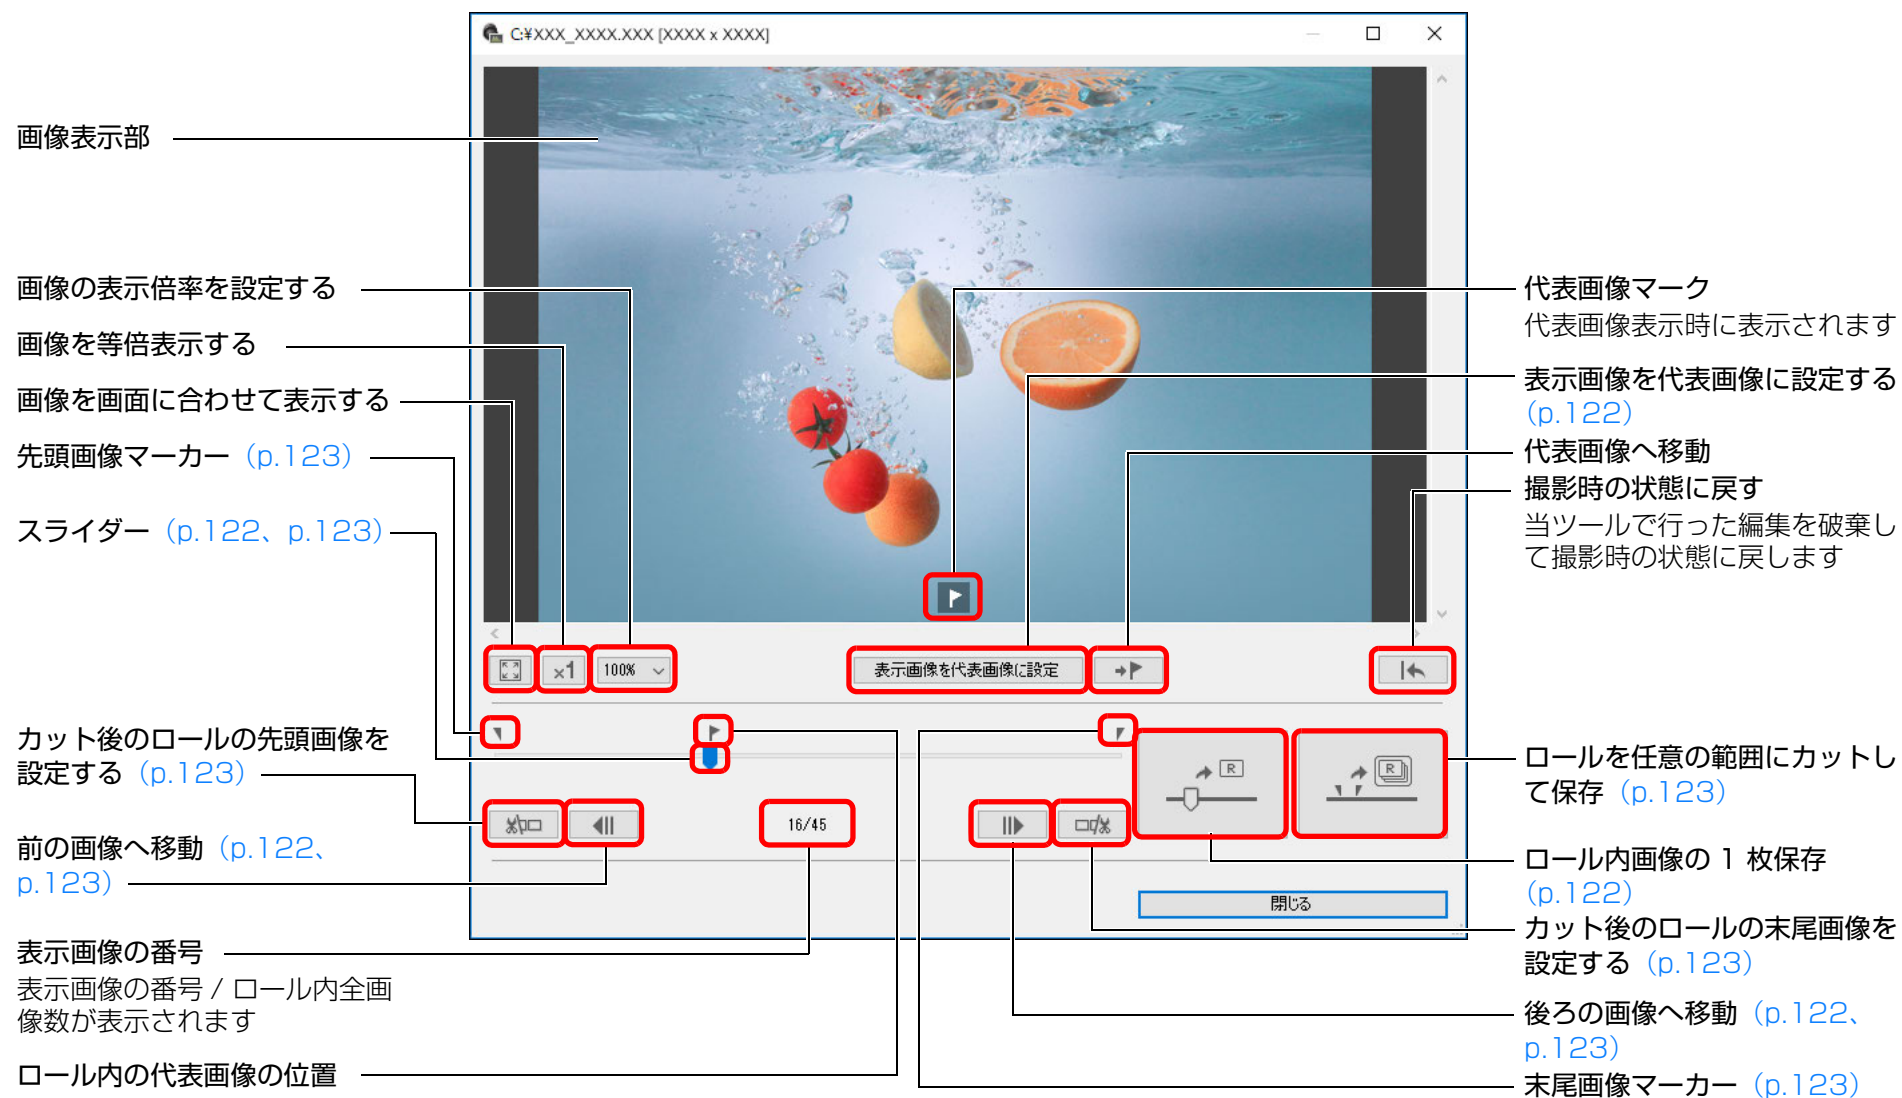 C:¥XXX_XXXX.XXX [XXXX x XXXX]
画像表示部
画像の表示倍率を設定する
画像を等倍表示する
画像を画面に合わせて表示する
先頭画像マーカー（p.123）
スライダー（p.122、p.123）
カット後のロールの先頭画像を
設定する（p.123）
前の画像へ移動（p.122、
p.123）
表示画像の番号
表示画像の番号 / ロール内全画
像数が表示されます
ロール内の代表画像の位置
×1
100%
表示画像を代表画像に設定
R
R
16/45
閉じる
代表画像マーク
代表画像表示時に表示されます
表示画像を代表画像に設定する
（p.122）
代表画像へ移動
撮影時の状態に戻す
当ツールで行った編集を破棄し
て撮影時の状態に戻します
ロールを任意の範囲にカットし
て保存（p.123）
ロール内画像の 1 枚保存
（p.122）
カット後のロールの末尾画像を
設定する（p.123）
後ろの画像へ移動（p.122、
p.123）
末尾画像マーカー（p.123）